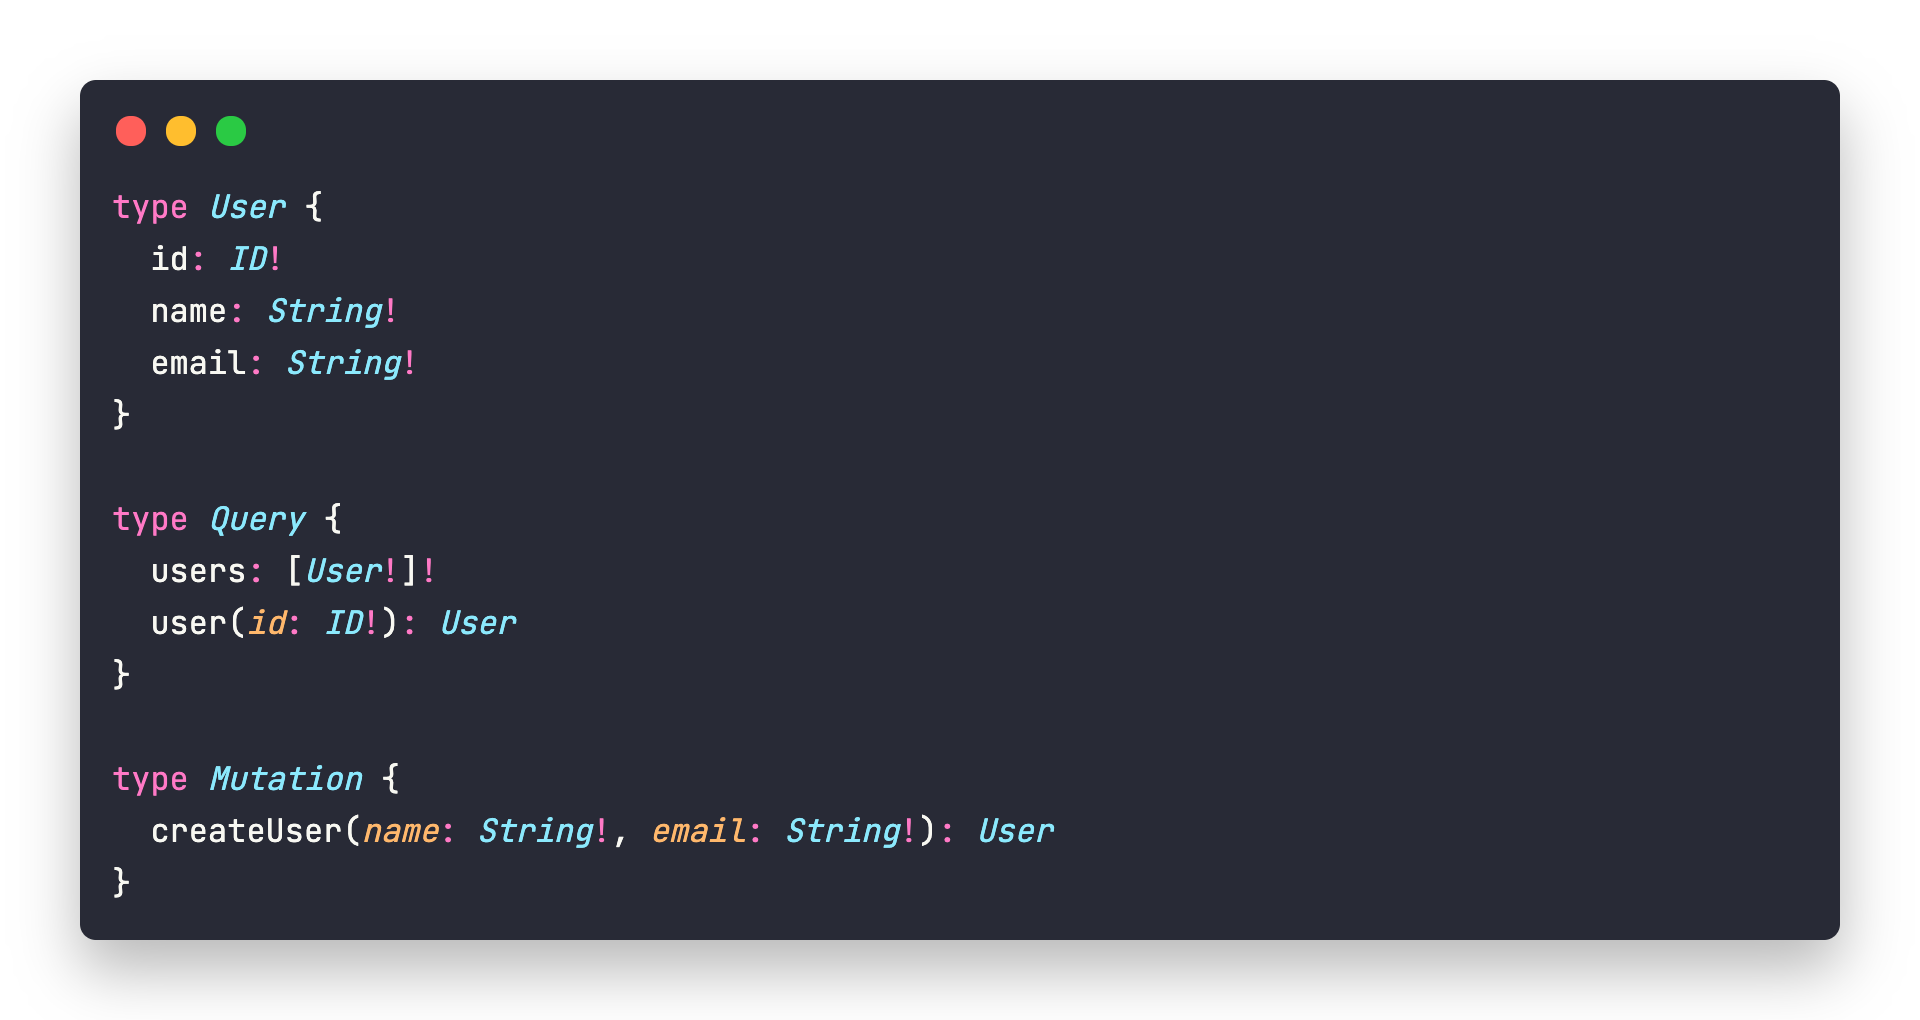 type User {
  id: ID!
  name: String!
  email: String!
}

type Query {
  users: [User!]!
  user(id: ID!): User
}

type Mutation {
  createUser(name: String!, email: String!): User
}